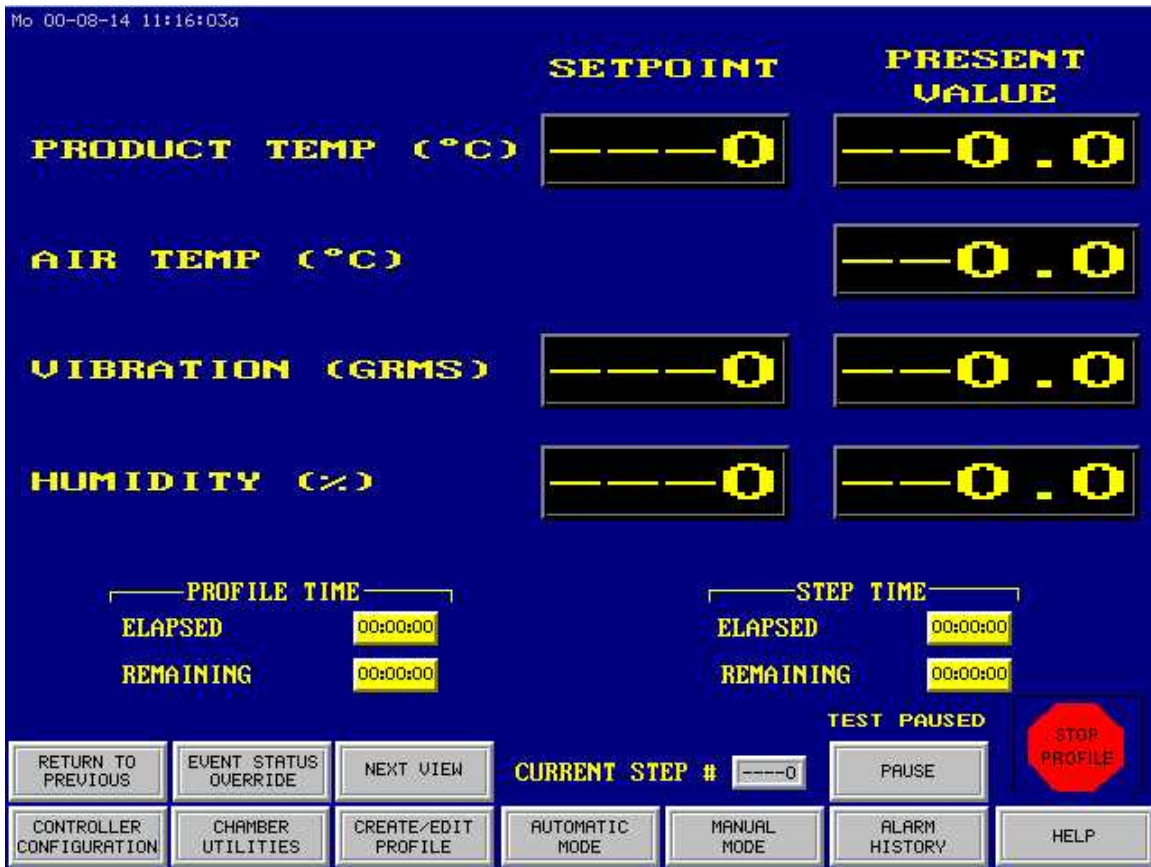 Mo 00-08-14 11:16:03a
SETPOINT
PRESENT
VALUE
PRODUCT TEMP (°C)
----0
---0.0
AIR TEMP (°C)
---0.0
VIBRATION (GRMS)
----0
---0.0
HUMIDITY (%)
----0
---0.0
PROFILE TIME
ELAPSED 00:00:00
REMAINING 00:00:00
STEP TIME
ELAPSED 00:00:00
REMAINING 00:00:00
TEST PAUSED
STOP
PROFILE
RETURN TO
PREVIOUS
EVENT STATUS
OVERRIDE
NEXT VIEW
CURRENT STEP # ----0
PAUSE
CONTROLLER
CONFIGURATION
CHAMBER
UTILITIES
CREATE/EDIT
PROFILE
AUTOMATIC
MODE
MANUAL
MODE
ALARM
HISTORY
HELP